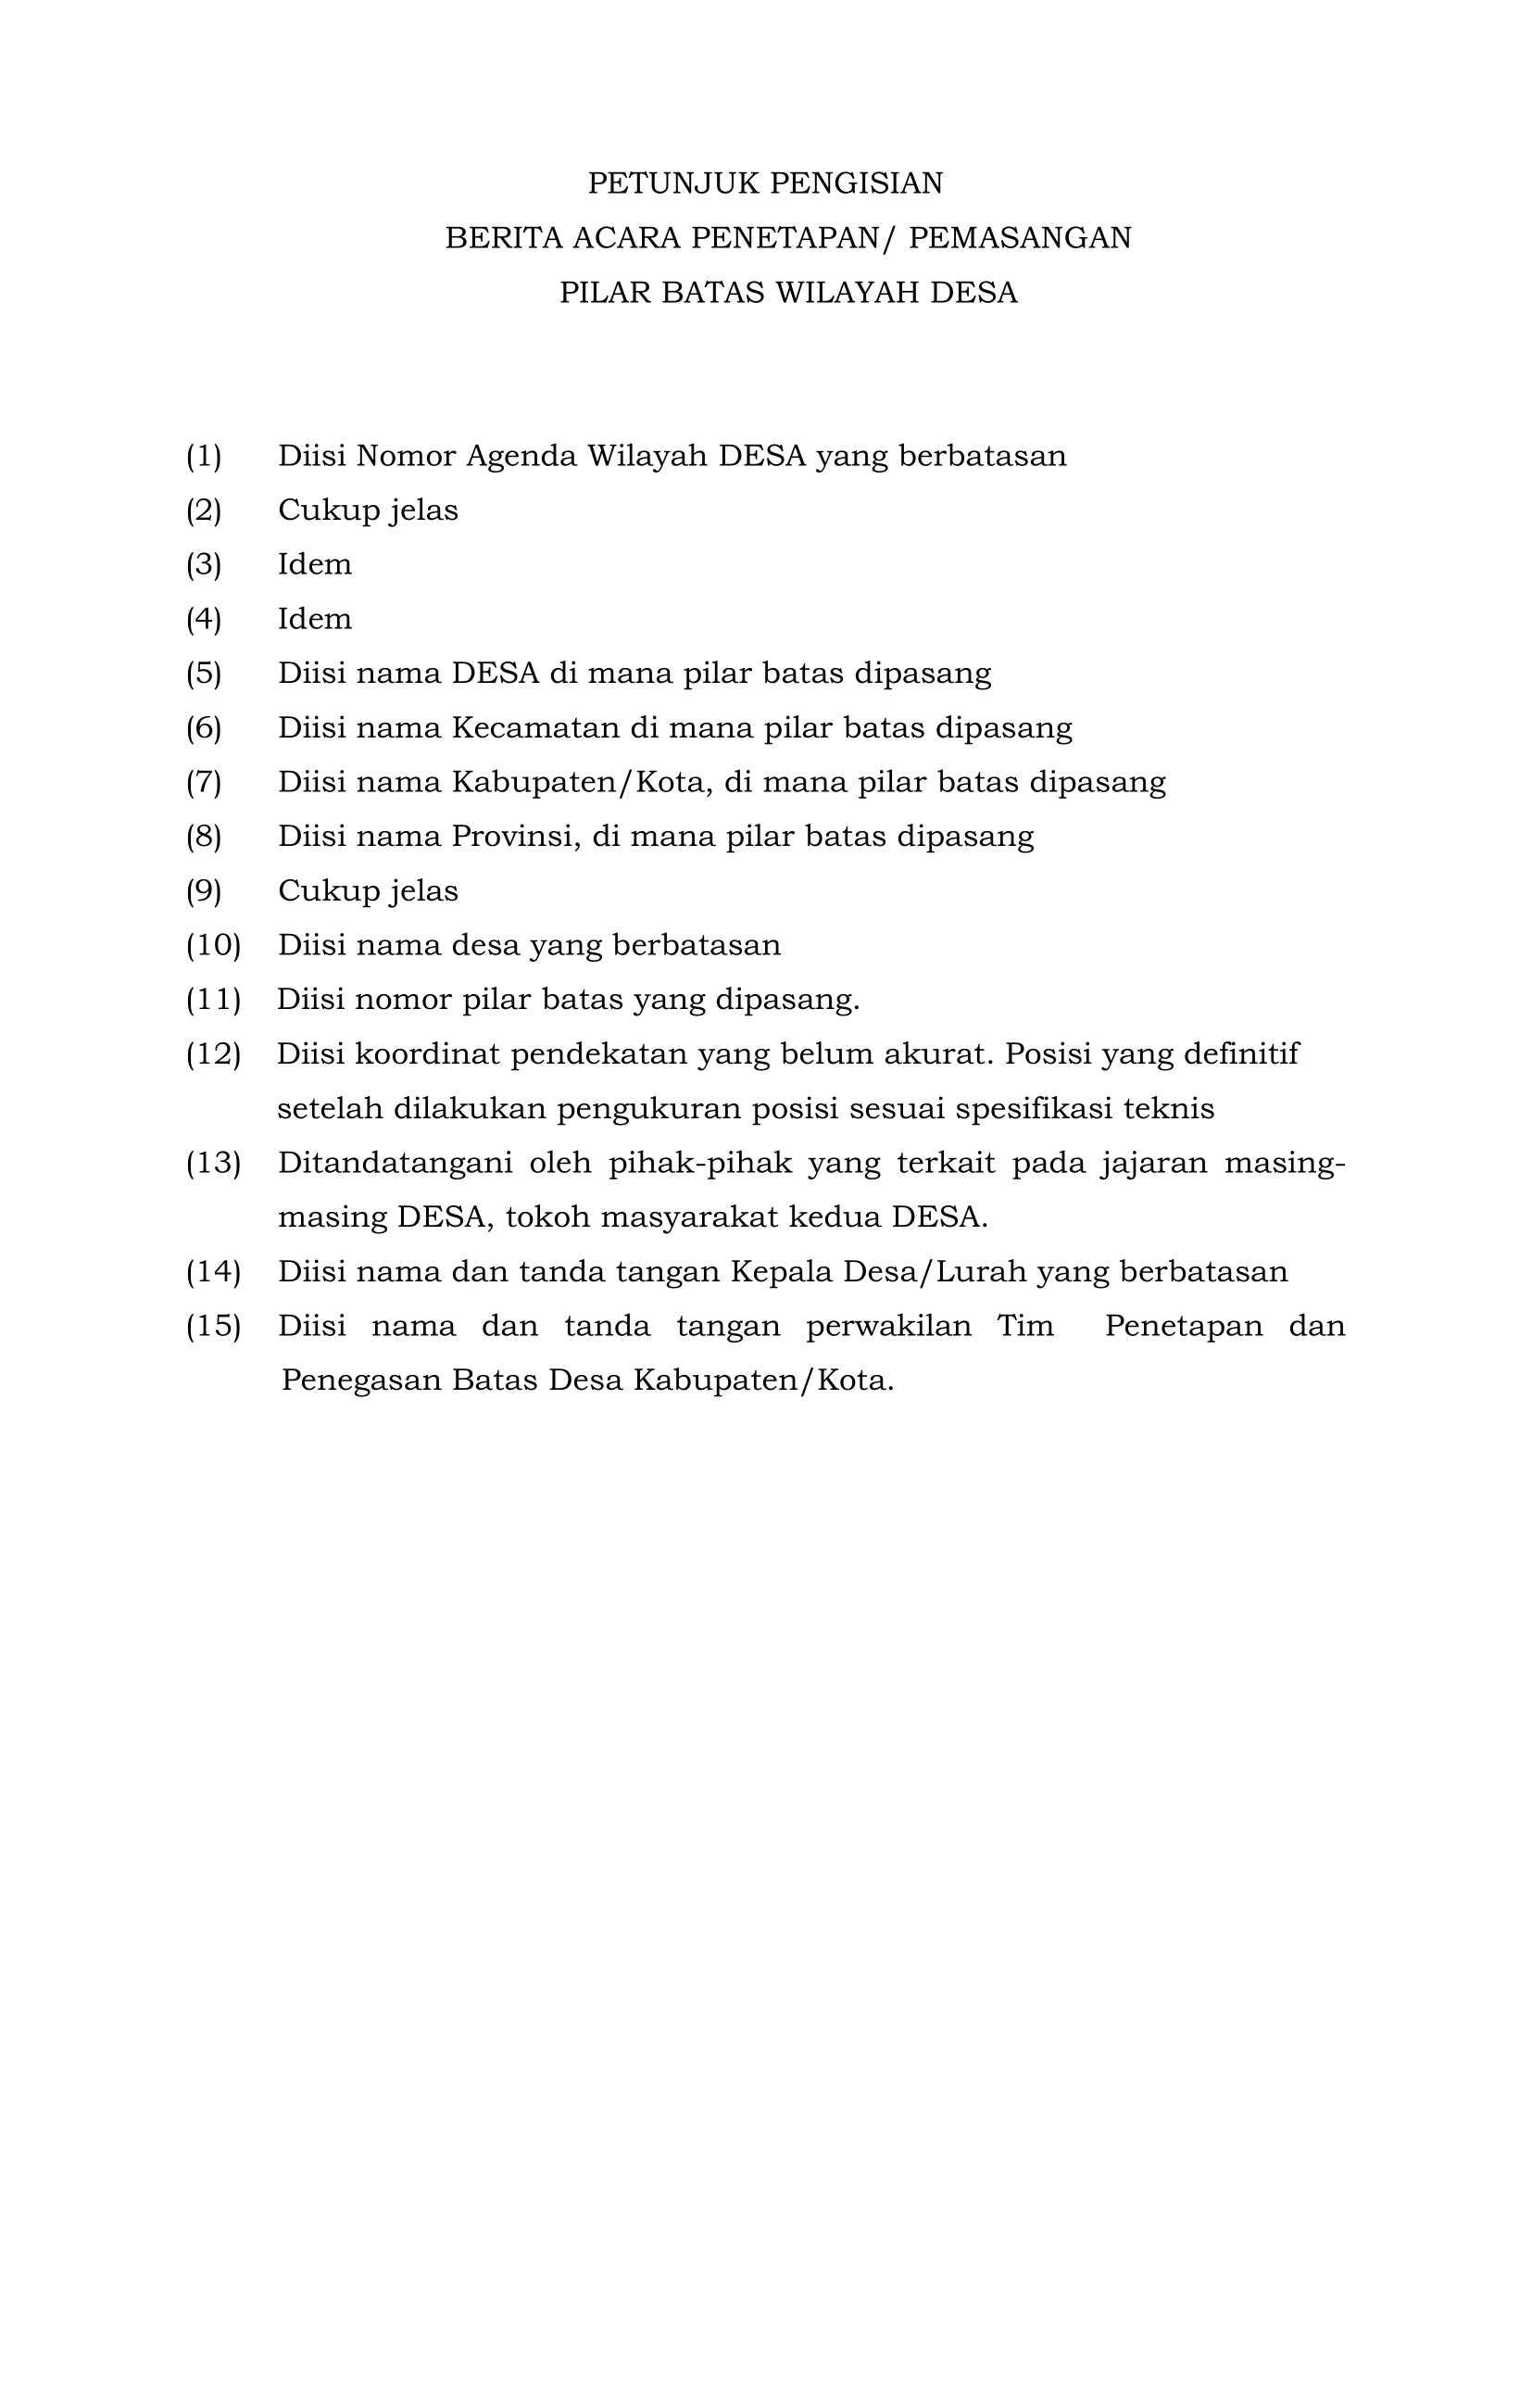 PETUNJUK PENGISIAN
BERITA ACARA PENETAPAN/ PEMASANGAN
PILAR BATAS WILAYAH DESA
(1) Diisi Nomor Agenda Wilayah DESA yang berbatasan
(2) Cukup jelas
(3) Idem
(4) Idem
(5) Diisi nama DESA di mana pilar batas dipasang
(6) Diisi nama Kecamatan di mana pilar batas dipasang
(7) Diisi nama Kabupaten/Kota, di mana pilar batas dipasang
(8) Diisi nama Provinsi, di mana pilar batas dipasang
(9) Cukup jelas
(10) Diisi nama desa yang berbatasan
(11) Diisi nomor pilar batas yang dipasang.
(12) Diisi koordinat pendekatan yang belum akurat. Posisi yang definitif
setelah dilakukan pengukuran posisi sesuai spesifikasi teknis
(13) Ditandatangani oleh pihak-pihak yang terkait pada jajaran masing-
masing DESA, tokoh masyarakat kedua DESA.
(14) Diisi nama dan tanda tangan Kepala Desa/Lurah yang berbatasan
(15) Diisi nama dan tanda tangan perwakilan Tim Penetapan dan
Penegasan Batas Desa Kabupaten/Kota.